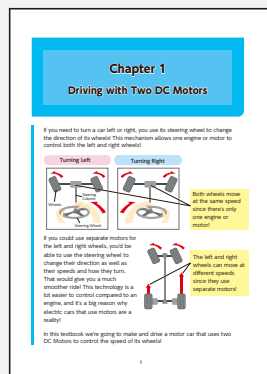 Chapter 1
Driving with Two DC Motors
If you need to turn a car left or right, you use its steering wheel to change
the direction of its wheels! This mechanism allows one engine or motor to
control both the left and right wheels!
Turning Left
Turning Right
Wheels
Steering
Column
Steering Wheel
Both wheels move
at the same speed
since there's only
one engine or
motor!
If you could use separate motors for
the left and right wheels, you'd be
able to use the steering wheel to
change their direction as well as
their speeds and how they turn.
That would give you a much
smoother ride! This technology is a
lot easier to control compared to an
engine, and it's a big reason why
electric cars that use motors are a
reality!
The left and right
wheels can move at
different speeds
since they use
separate motors!
In this textbook we're going to make and drive a motor car that uses two
DC Motors to control the speed of its wheels!
1